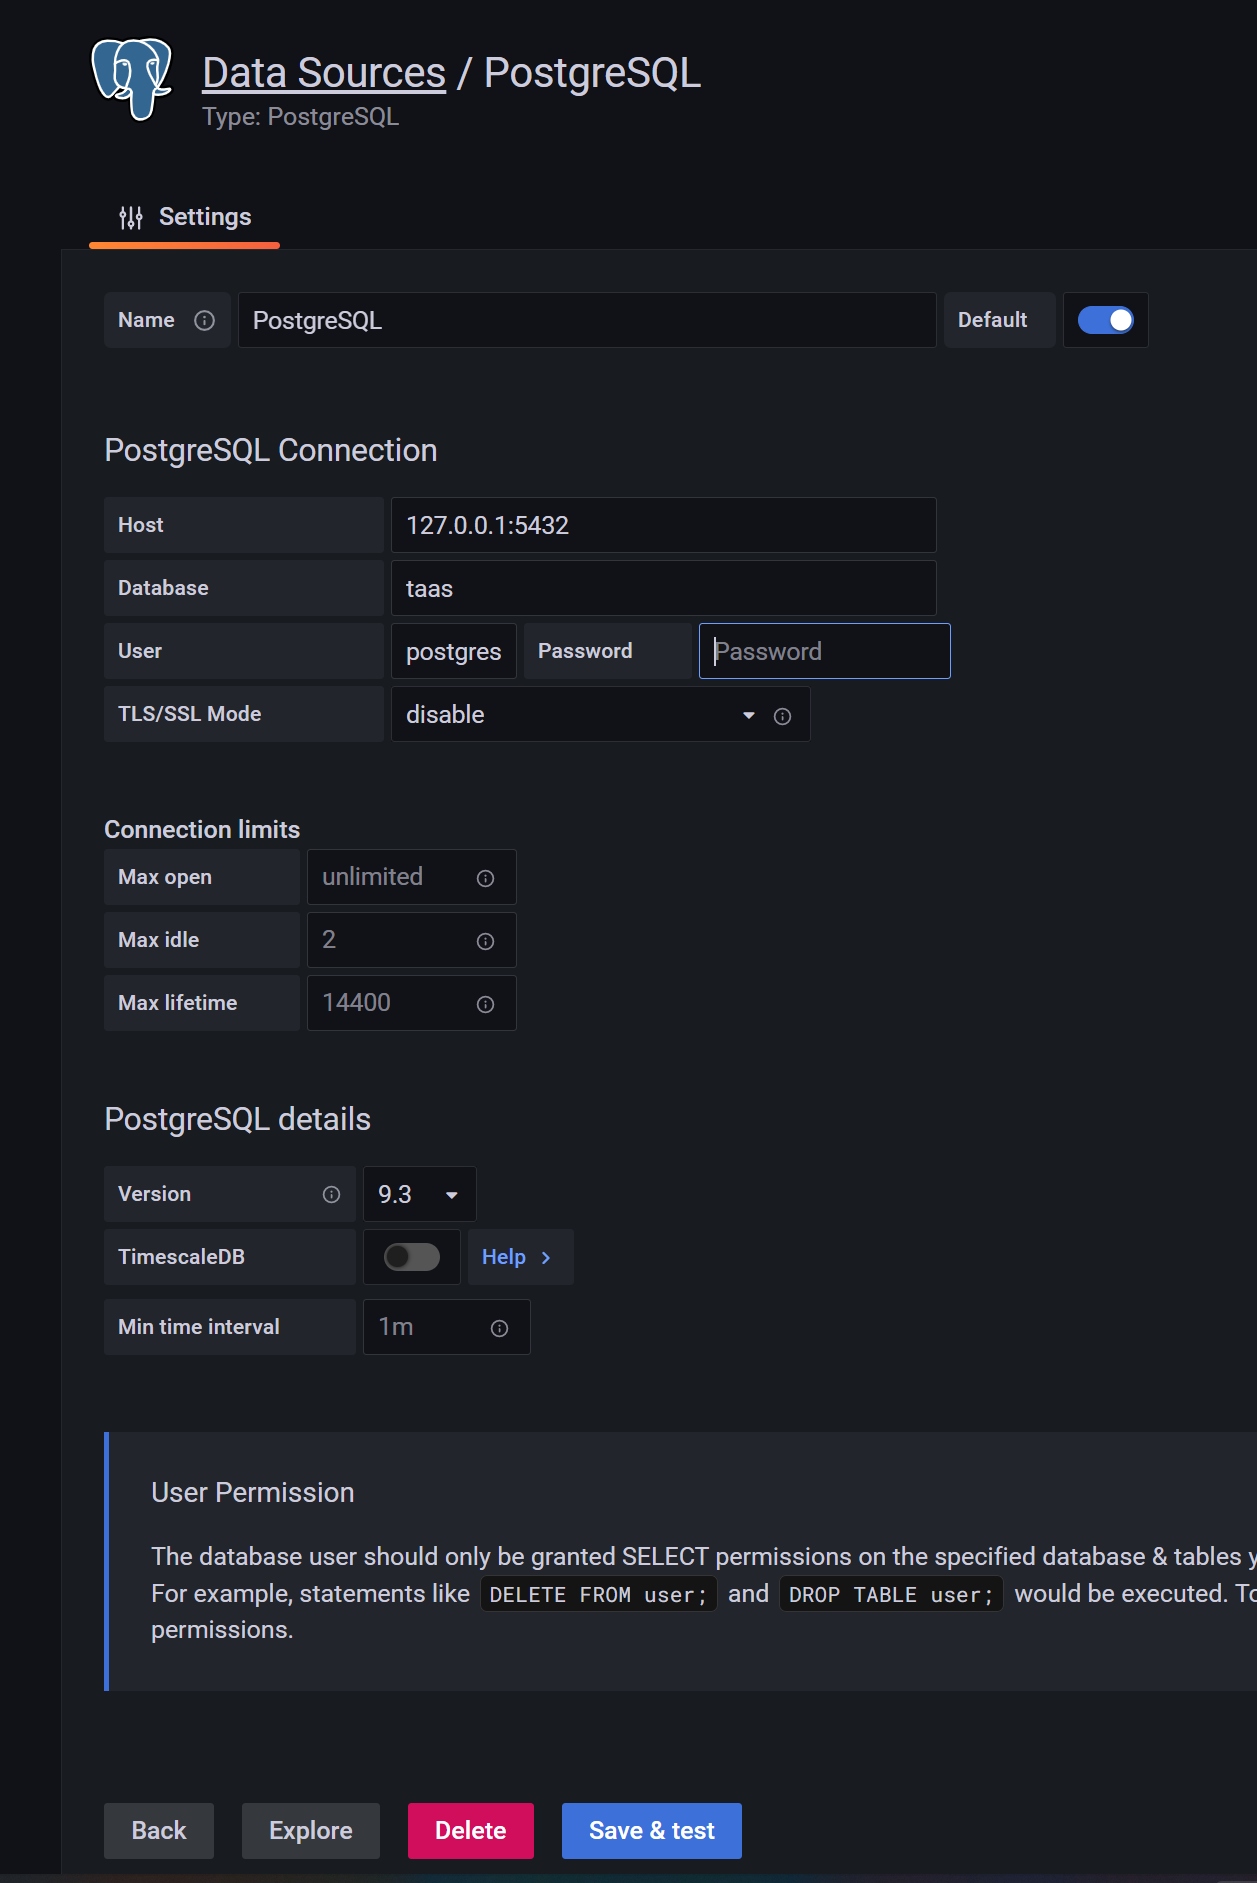 Data Sources / PostgreSQL
Type: PostgreSQL
Settings
Name PostgreSQL Default
PostgreSQL Connection
Host 127.0.0.1:5432
Database taas
User postgres Password Password
TLS/SSL Mode disable
Connection limits
Max open unlimited
Max idle 2
Max lifetime 14400
PostgreSQL details
Version 9.3
TimescaleDB Help
Min time interval 1m
User Permission
The database user should only be granted SELECT permissions on the specified database & tables
For example, statements like DELETE FROM user; and DROP TABLE user; would be executed. To
permissions.
Back Explore Delete Save & test